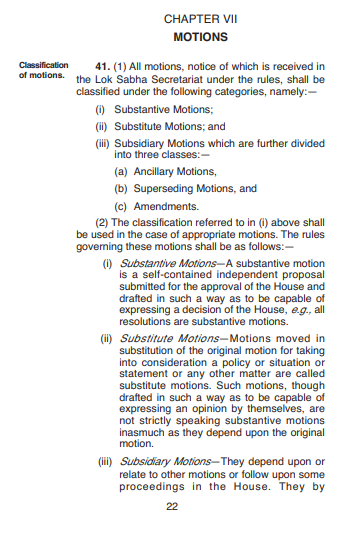 CHAPTER VII
MOTIONS
Classification
of motions.
41. (1) All motions, notice of which is received in
the Lok Sabha Secretariat under the rules, shall be
classified under the following categories, namely:—
(i) Substantive Motions;
(ii) Substitute Motions; and
(iii) Subsidiary Motions which are further divided
into three classes:—
(a) Ancillary Motions,
(b) Superseding Motions, and
(c) Amendments.
(2) The classification referred to in (i) above shall
be used in the case of appropriate motions. The rules
governing these motions shall be as follows:—
(i) Substantive Motions—A substantive motion
is a self-contained independent proposal
submitted for the approval of the House and
drafted in such a way as to be capable of
expressing a decision of the House, e.g., all
resolutions are substantive motions.
(ii) Substitute Motions—Motions moved in
substitution of the original motion for taking
into consideration a policy or situation or
statement or any other matter are called
substitute motions. Such motions, though
drafted in such a way as to be capable of
expressing an opinion by themselves, are
not strictly speaking substantive motions
inasmuch as they depend upon the original
motion.
(iii) Subsidiary Motions—They depend upon or
relate to other motions or follow upon some
proceedings in the House. They by
22